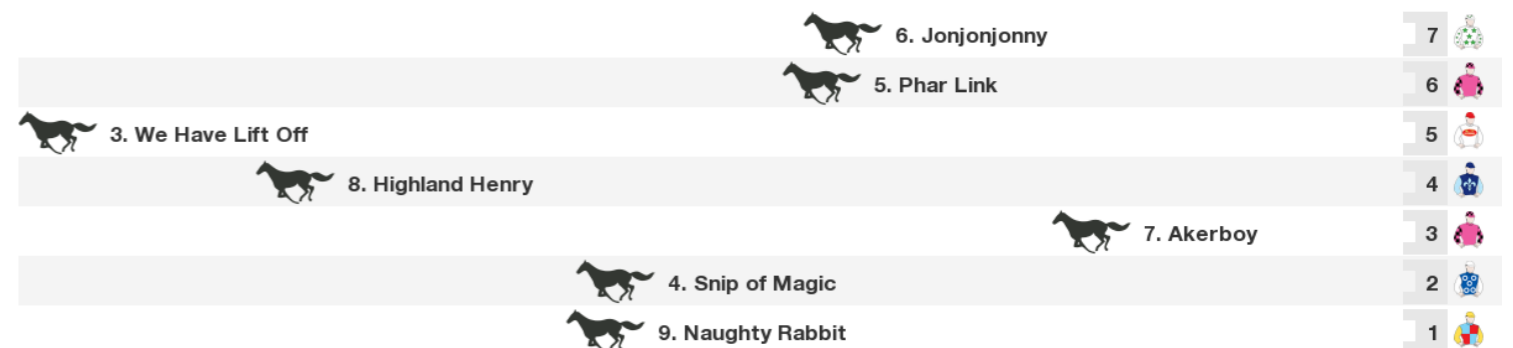 6. Jonjonjonny 7
5. Phar Link 6
3. We Have Lift Off 5
8. Highland Henry 4
7. Akerboy 3
4. Snip of Magic 2
9. Naughty Rabbit 1